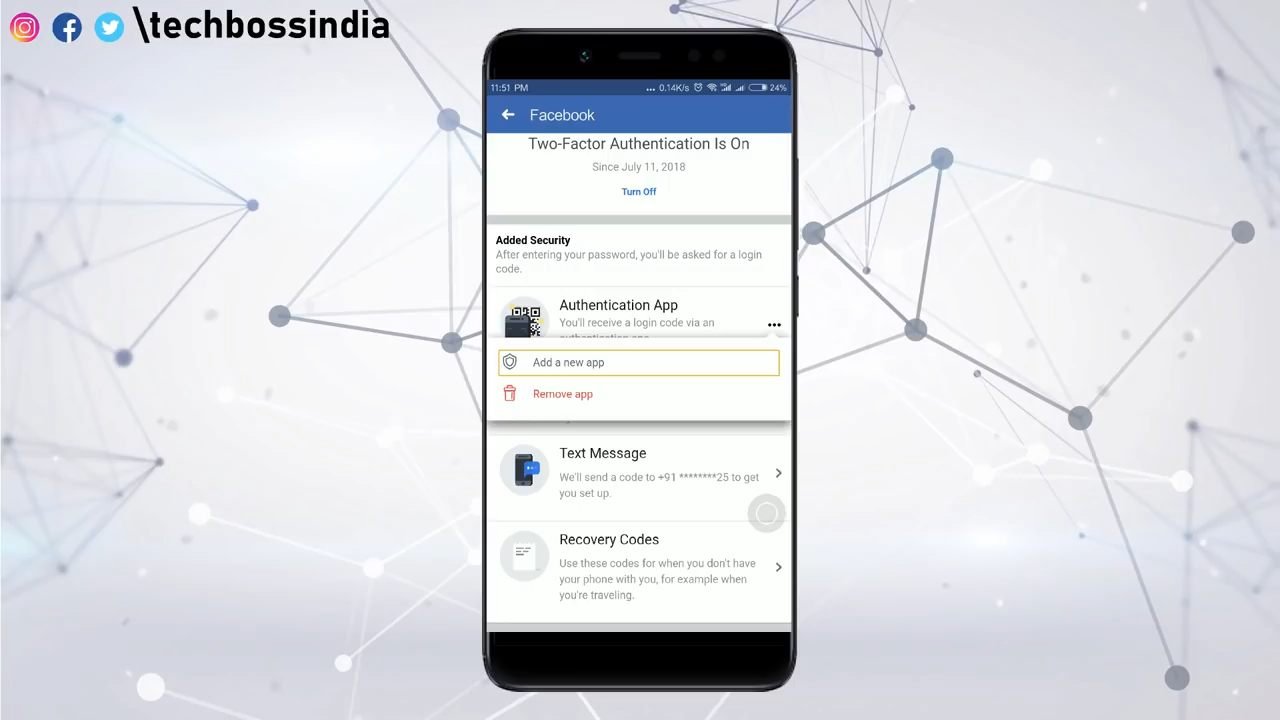 \techbossindia
11:51 PM
... 0.14K/s
24%
Facebook
Two-Factor Authentication Is On
Since July 11, 2018
Turn Off
Added Security
After entering your password, you'll be asked for a login
code.
Authentication App
You'll receive a login code via an
authentication app.
Add a new app
Remove app
Text Message
We'll send a code to +91 ********25 to get
you set up.
Recovery Codes
Use these codes for when you don't have
your phone with you, for example when
you're traveling.